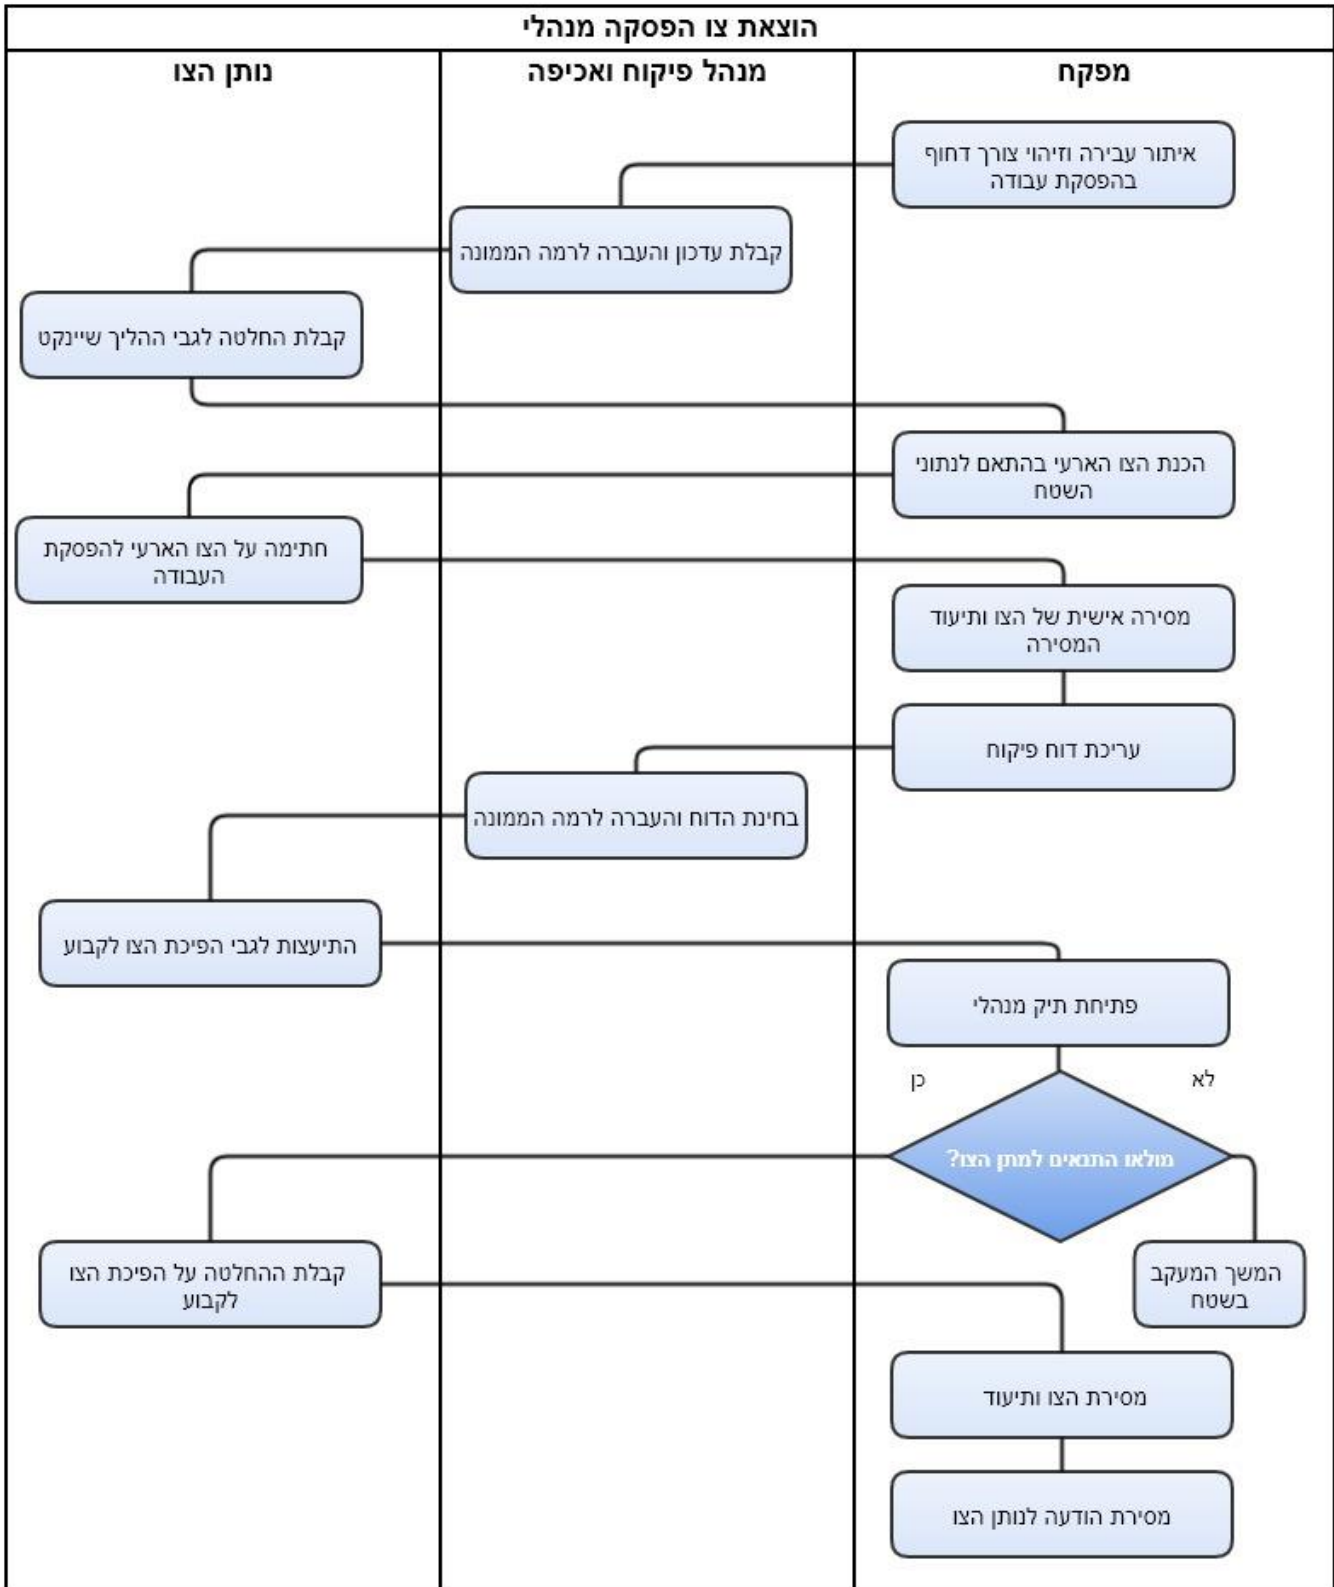 הוצאת צו הפסקה מנהלי
מפקח
מנהל פיקוח ואכיפה
נותן הצו
איתור עבירה וזיהוי צורך דחוף
בהפסקת עבודה
קבלת עדכון והעברה לרמה הממונה
קבלת החלטה לגבי ההליך שיינקט
הכנת הצו הארעי בהתאם לנתוני
השטח
חתימה על הצו הארעי להפסקת
העבודה
מסירה אישית של הצו ותיעוד
המסירה
עריכת דוח פיקוח
בחינת הדוח והעברה לרמה הממונה
התיעצות לגבי הפיכת הצו לקבוע
פתיחת תיק מנהלי
לא
כן
מולאו התנאים למתן הצו?
המשך המעקב
בשטח
קבלת ההחלטה על הפיכת הצו
לקבוע
מסירת הצו ותיעוד
מסירת הודעה לנותן הצו